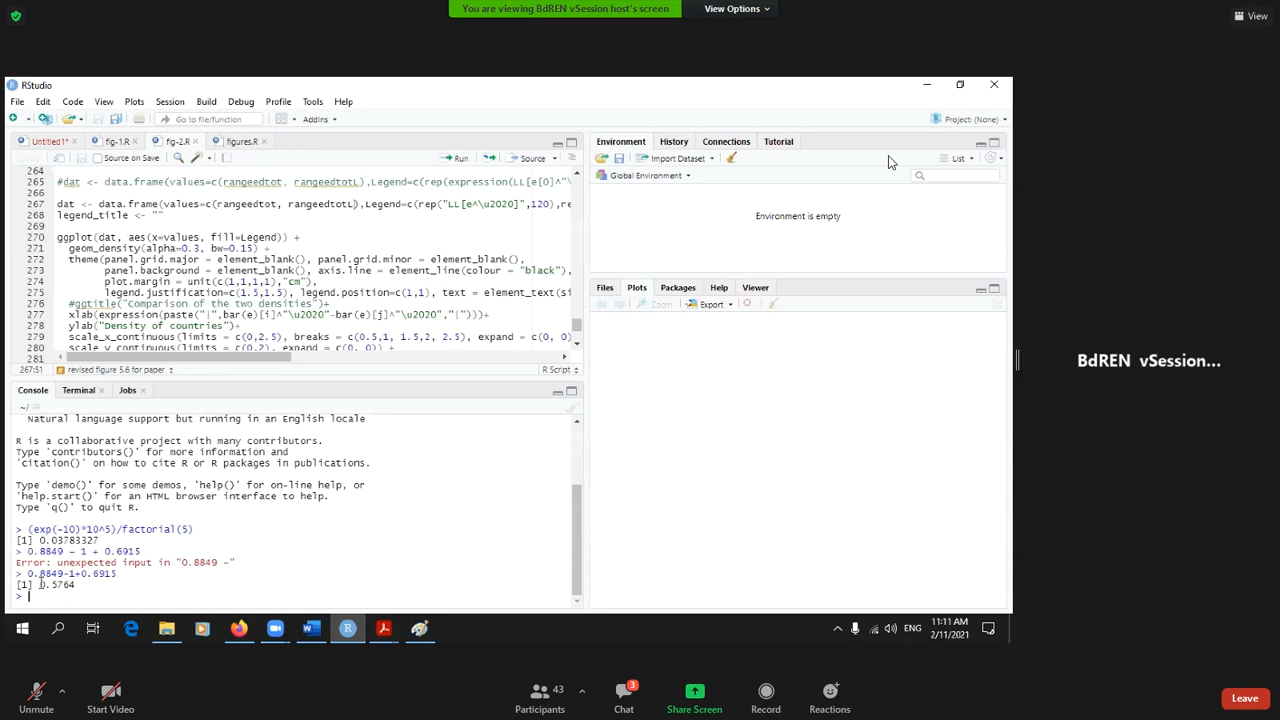 You are viewing BdREN vSession host's screen
View Options
View
RStudio
File Edit Code View Plots Session Build Debug Profile Tools Help
Go to file/function
Addins
Project: (None)
Untitled1*
fig-1.R
fig-2.R
figures.R
Source on Save
Run
Source
264
265 #dat <- data.frame(values=c(rangeedtot, rangeedtotL),Legend=c(rep(expression(LL[e[0]^"\
266
267 dat <- data.frame(values=c(rangeedtot, rangeedtotL),Legend=c(rep("LL[e^\u2020]",120),re
268 legend_title <- ""
270 ggplot(dat, aes(x=values, fill=Legend)) +
271 geom_density(alpha=0.3, bw=0.15) +
272 theme(panel.grid.major = element_blank(), panel.grid.minor = element_blank(),
273 panel.background = element_blank(), axis.line = element_line(colour = "black"),
274 plot.margin = unit(c(1,1,1,1),"cm"),
275 legend.justification=c(1.5,1.5), legend.position=c(1,1), text = element_text(si
276 #ggtitle("Comparison of the two densities")+
277 xlab(expression(paste("|",bar(e)[i]^"\u2020"-bar(e)[j]^"\u2020","|")))+
278 ylab("Density of countries")+
279 scale_x_continuous(limits = c(0,2.5), breaks = c(0.5,1, 1.5,2, 2.5), expand = c(0, 0)
280 scale_y_continuous(limits = c(0,2), expand = c(0, 0)) +
281
267:51
revised figure 5.6 for paper
R Script
Console
Terminal
Jobs
~/
Natural language support but running in an English locale
R is a collaborative project with many contributors.
Type 'contributors()' for more information and
'citation()' on how to cite R or R packages in publications.
Type 'demo()' for some demos, 'help()' for on-line help, or
'help.start()' for an HTML browser interface to help.
Type 'q()' to quit R.
> (exp(-10)*10^5)/factorial(5)
[1] 0.03783327
> 0.8849 – 1 + 0.6915
Error: unexpected input in "0.8849 –"
> 0.8849-1+0.6915
[1] 0.5764
>
Environment
History
Connections
Tutorial
Import Dataset
List
Global Environment
Environment is empty
Files
Plots
Packages
Help
Viewer
Zoom
Export
BdREN vSession...
ENG
11:11 AM
2/11/2021
Unmute
Start Video
43
Participants
3
Chat
Share Screen
Record
Reactions
Leave